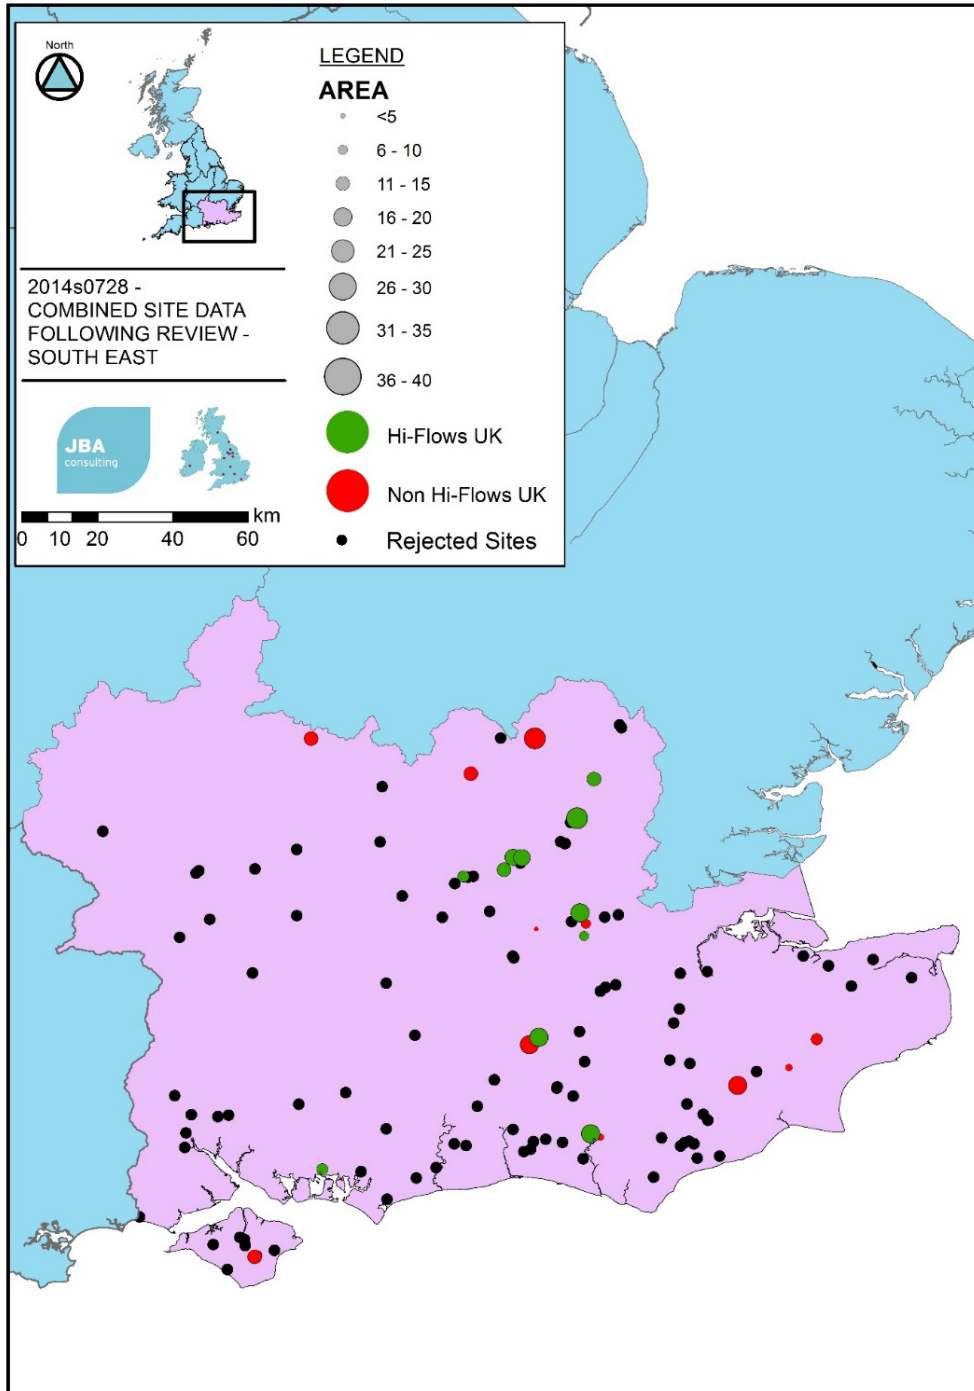 North
LEGEND
AREA
<5
6 - 10
11 - 15
16 - 20
21 - 25
26 - 30
31 - 35
36 - 40
Hi-Flows UK
Non Hi-Flows UK
Rejected Sites
2014s0728 -
COMBINED SITE DATA
FOLLOWING REVIEW -
SOUTH EAST
JBA
consulting
km
0 10 20 40 60